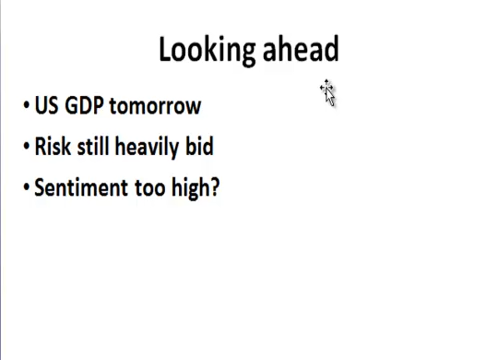 Looking ahead
• US GDP tomorrow
• Risk still heavily bid
• Sentiment too high?